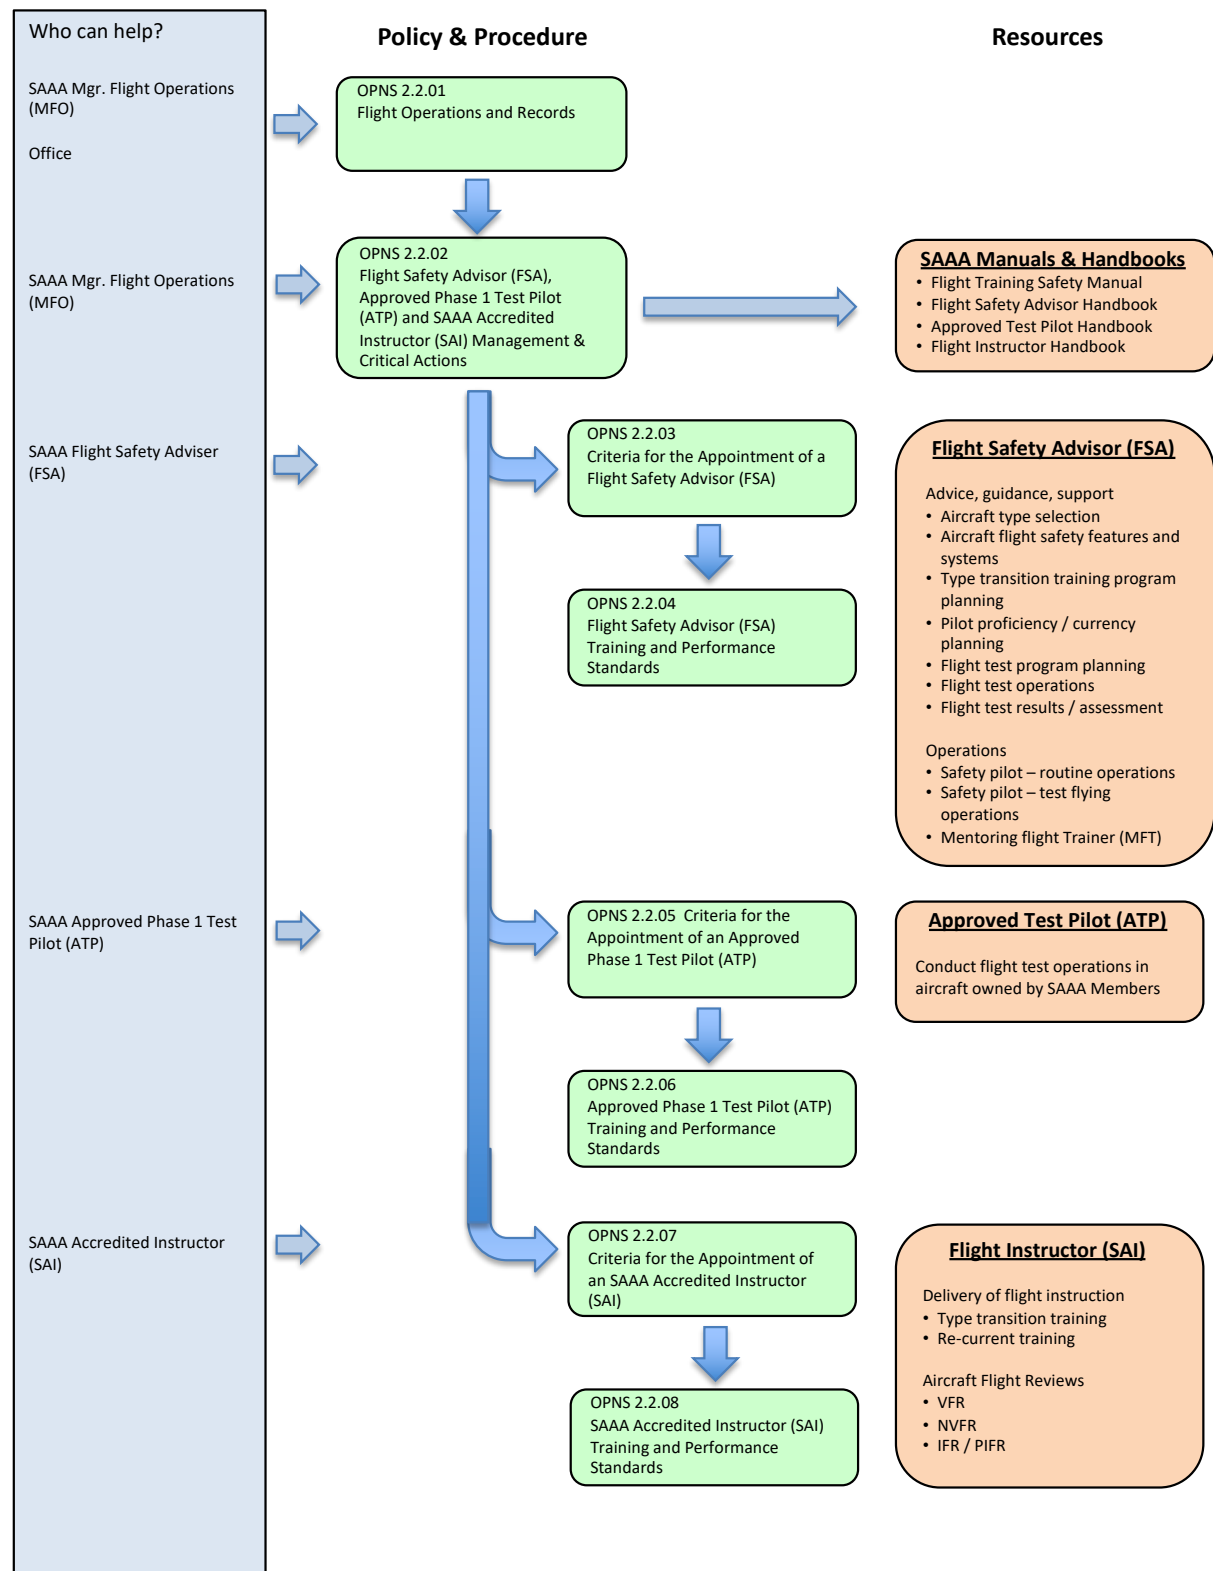 Who can help?
Policy & Procedure
Resources
SAAA Mgr. Flight Operations
(MFO)
Office
OPNS 2.2.01
Flight Operations and Records
SAAA Mgr. Flight Operations
(MFO)
OPNS 2.2.02
Flight Safety Advisor (FSA),
Approved Phase 1 Test Pilot
(ATP) and SAAA Accredited
Instructor (SAI) Management &
Critical Actions
SAAA Manuals & Handbooks
• Flight Training Safety Manual
• Flight Safety Advisor Handbook
• Approved Test Pilot Handbook
• Flight Instructor Handbook
SAAA Flight Safety Adviser
(FSA)
OPNS 2.2.03
Criteria for the Appointment of a
Flight Safety Advisor (FSA)
OPNS 2.2.04
Flight Safety Advisor (FSA)
Training and Performance
Standards
Flight Safety Advisor (FSA)
Advice, guidance, support
• Aircraft type selection
• Aircraft flight safety features and
systems
• Type transition training program
planning
• Pilot proficiency / currency
planning
• Flight test program planning
• Flight test operations
• Flight test results / assessment
Operations
• Safety pilot – routine operations
• Safety pilot – test flying
operations
• Mentoring flight Trainer (MFT)
SAAA Approved Phase 1 Test
Pilot (ATP)
OPNS 2.2.05 Criteria for the
Appointment of an Approved
Phase 1 Test Pilot (ATP)
OPNS 2.2.06
Approved Phase 1 Test Pilot (ATP)
Training and Performance
Standards
Approved Test Pilot (ATP)
Conduct flight test operations in
aircraft owned by SAAA Members
SAAA Accredited Instructor
(SAI)
OPNS 2.2.07
Criteria for the Appointment of
an SAAA Accredited Instructor
(SAI)
OPNS 2.2.08
SAAA Accredited Instructor (SAI)
Training and Performance
Standards
Flight Instructor (SAI)
Delivery of flight instruction
• Type transition training
• Re-current training
Aircraft Flight Reviews
• VFR
• NVFR
• IFR / PIFR